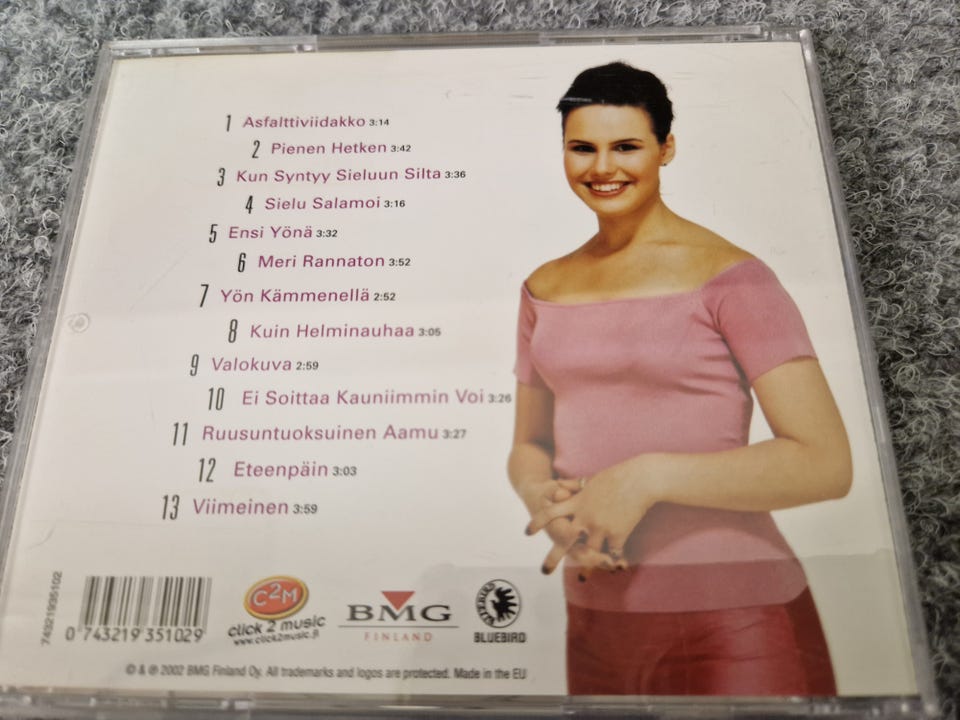 1 Asfalttiviidakko 3:14
2 Pienen Hetken 3:42
3 Kun Syntyy Sieluun Silta 3:36
4 Sielu Salamoi 3:16
5 Ensi Yönä 3:32
6 Meri Rannaton 3:52
7 Yön Kämmenellä 2:52
8 Kuin Helminauhaa 3:05
9 Valokuva 2:59
10 Ei Soittaa Kauniimmin Voi 3:26
11 Ruusuntuoksuinen Aamu 3:27
12 Eteenpäin 3:03
13 Viimeinen 3:59
74321935102
0 743219 351029
C2M
click 2 music
www.click2music.fi
BMG
FINLAND
BLUEBIRD
BLUEBIRD
© & ℗ 2002 BMG Finland Oy. All trademarks and logos are protected. Made in the EU